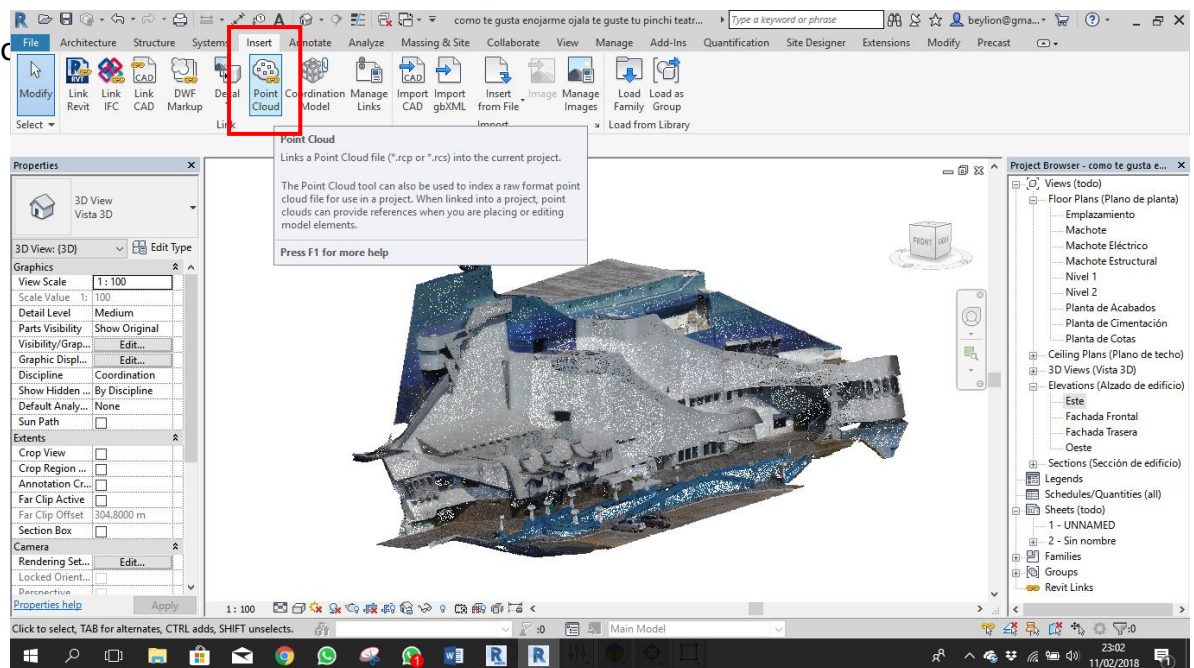 como te gusta enojarme ojala te guste tu pinchi teatr... Type a keyword or phrase beylion@gma...
File Architecture Structure Systems Insert Annotate Analyze Massing & Site Collaborate View Manage Add-Ins Quantification Site Designer Extensions Modify Precast
Modify Link Revit Link IFC Link CAD DWF Markup Decal Point Cloud Coordination Model Manage Links Import CAD Import gbXML Insert from File Image Manage Images Load Family Load as Group
Select Link Import Load from Library
Point Cloud
Links a Point Cloud file (*.rcp or *.rcs) into the current project.
The Point Cloud tool can also be used to index a raw format point
cloud file for use in a project. When linked into a project, point
clouds can provide references when you are placing or editing
model elements.
Press F1 for more help
Properties
3D View
Vista 3D
3D View: {3D} Edit Type
Graphics
View Scale 1 : 100
Scale Value 1: 100
Detail Level Medium
Parts Visibility Show Original
Visibility/Grap... Edit...
Graphic Displ... Edit...
Discipline Coordination
Show Hidden ... By Discipline
Default Analy... None
Sun Path
Extents
Crop View
Crop Region ...
Annotation Cr...
Far Clip Active
Far Clip Offset 304.8000 m
Section Box
Camera
Rendering Set... Edit...
Locked Orient...
Perspective
Properties help Apply
FRONT
1 : 100
Project Browser - como te gusta e...
Views (todo)
Floor Plans (Plano de planta)
Emplazamiento
Machote
Machote Eléctrico
Machote Estructural
Nivel 1
Nivel 2
Planta de Acabados
Planta de Cimentación
Planta de Cotas
Ceiling Plans (Plano de techo)
3D Views (Vista 3D)
Elevations (Alzado de edificio)
Este
Fachada Frontal
Fachada Trasera
Oeste
Sections (Sección de edificio)
Legends
Schedules/Quantities (all)
Sheets (todo)
1 - UNNAMED
2 - Sin nombre
Families
Groups
Revit Links
Click to select, TAB for alternates, CTRL adds, SHIFT unselects. :0 Main Model :0
23:02
11/02/2018